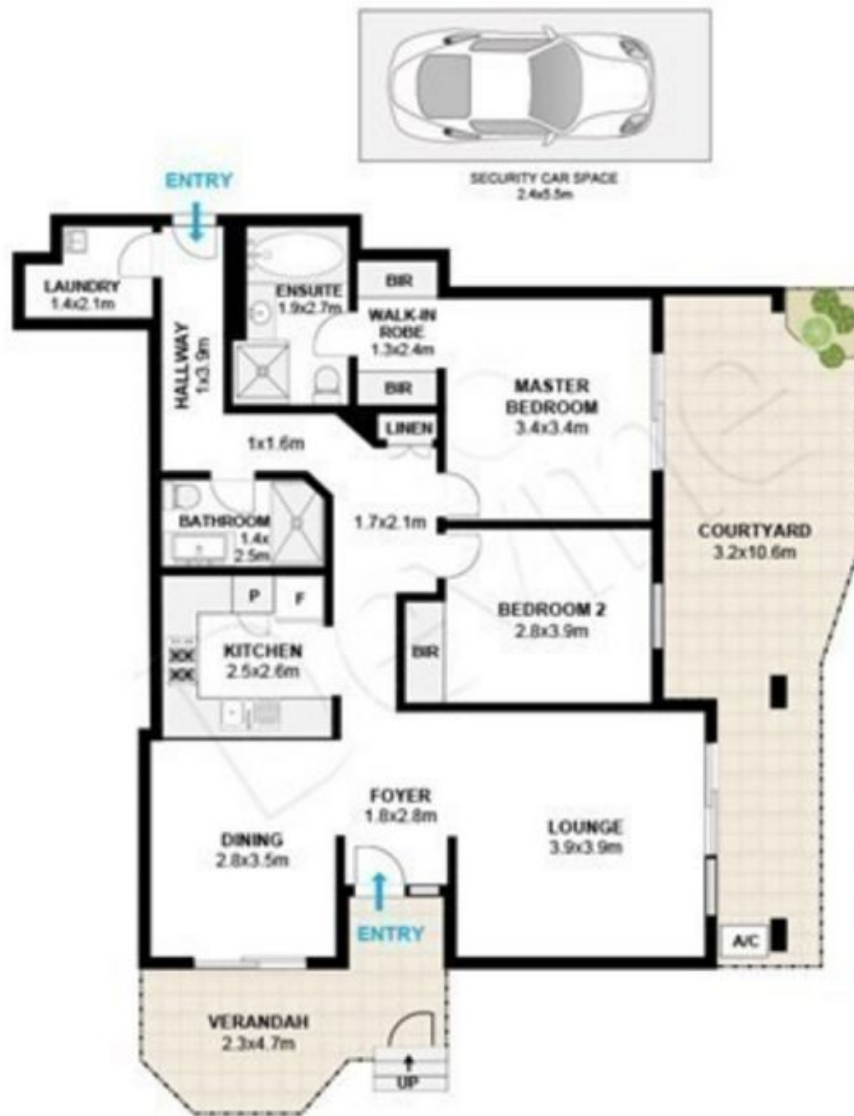 SECURITY CAR SPACE
2.4x5.5m
ENTRY
LAUNDRY
1.4x2.1m
HALLWAY
1x3.9m
ENSUITE
1.9x2.7m
BIR
WALK-IN
ROBE
1.3x2.4m
BIR
LINEN
MASTER
BEDROOM
3.4x3.4m
1x1.6m
1.7x2.1m
BATHROOM
1.4x
2.5m
COURTYARD
3.2x10.6m
P
F
KITCHEN
2.5x2.6m
BIR
BEDROOM 2
2.8x3.9m
FOYER
1.8x2.8m
DINING
2.8x3.5m
LOUNGE
3.9x3.9m
ENTRY
A/C
VERANDAH
2.3x4.7m
UP